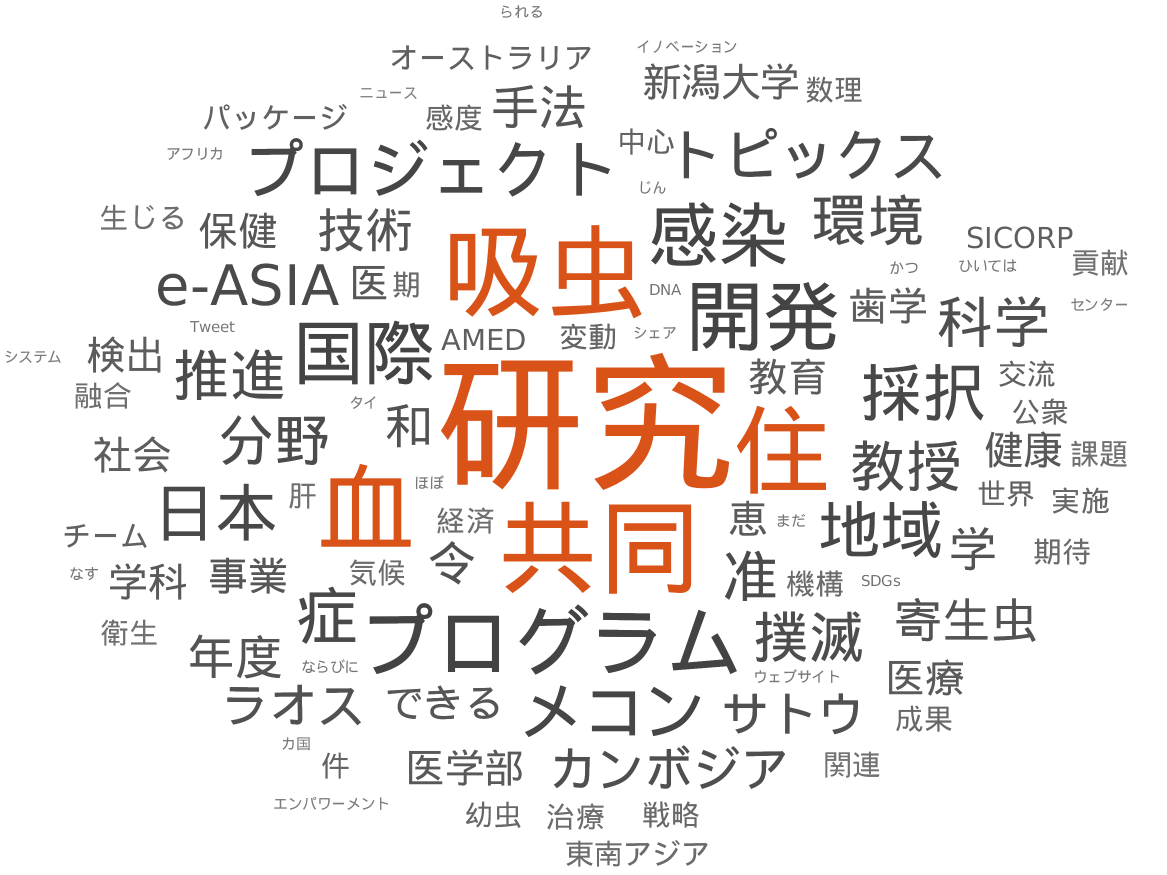 られる
オーストラリア
イノベーション
新潟大学
数理
ニュース
パッケージ
感度
手法
アフリカ
プロジェクト
中心
トピックス
じん
生じる
保健
技術
吸虫
感染
環境
SICORP
貢献
e-ASIA
医
期
DNA
開発
かつ
ひいては
歯学
科学
センター
Tweet
システム
検出
推進
国際
AMED
変動
シェア
融合
タイ
和
研究
教育
採択
交流
公衆
社会
分野
住
教授
健康
課題
日本
肝
血
ほぼ
経済
共同
恵
まだ
地域
世界
実施
チーム
なす
学科
事業
気候
令
准
機構
SDGs
学
期待
衛生
年度
症
ならびに
プログラム
撲滅
寄生虫
ウェブサイト
医療
ラオス
できる
メコン
サトウ
成果
カ国
件
医学部
カンボジア
関連
エンパワーメント
幼虫
治療
戦略
東南アジア